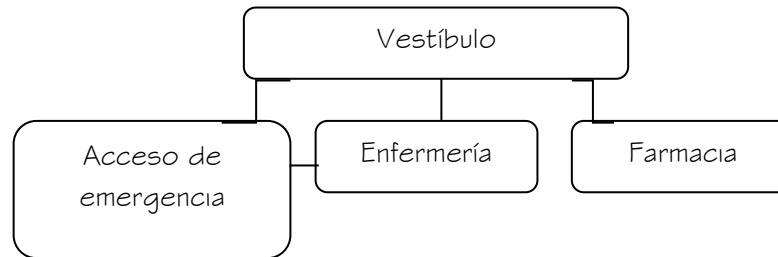 Vestíbulo
Acceso de
emergencia
Enfermería
Farmacia